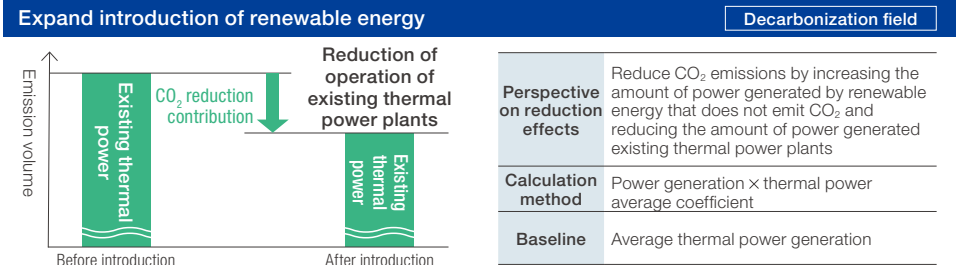 Expand introduction of renewable energy
Decarbonization field
Emission volume
Existing thermal
power
CO₂ reduction
contribution
Reduction of
operation of
existing thermal
power plants
Existing
thermal
power
Before introduction
After introduction
Perspective
on reduction
effects
Reduce CO₂ emissions by increasing the
amount of power generated by renewable
energy that does not emit CO₂ and
reducing the amount of power generated
existing thermal power plants
Calculation
method
Power generation × thermal power
average coefficient
Baseline
Average thermal power generation